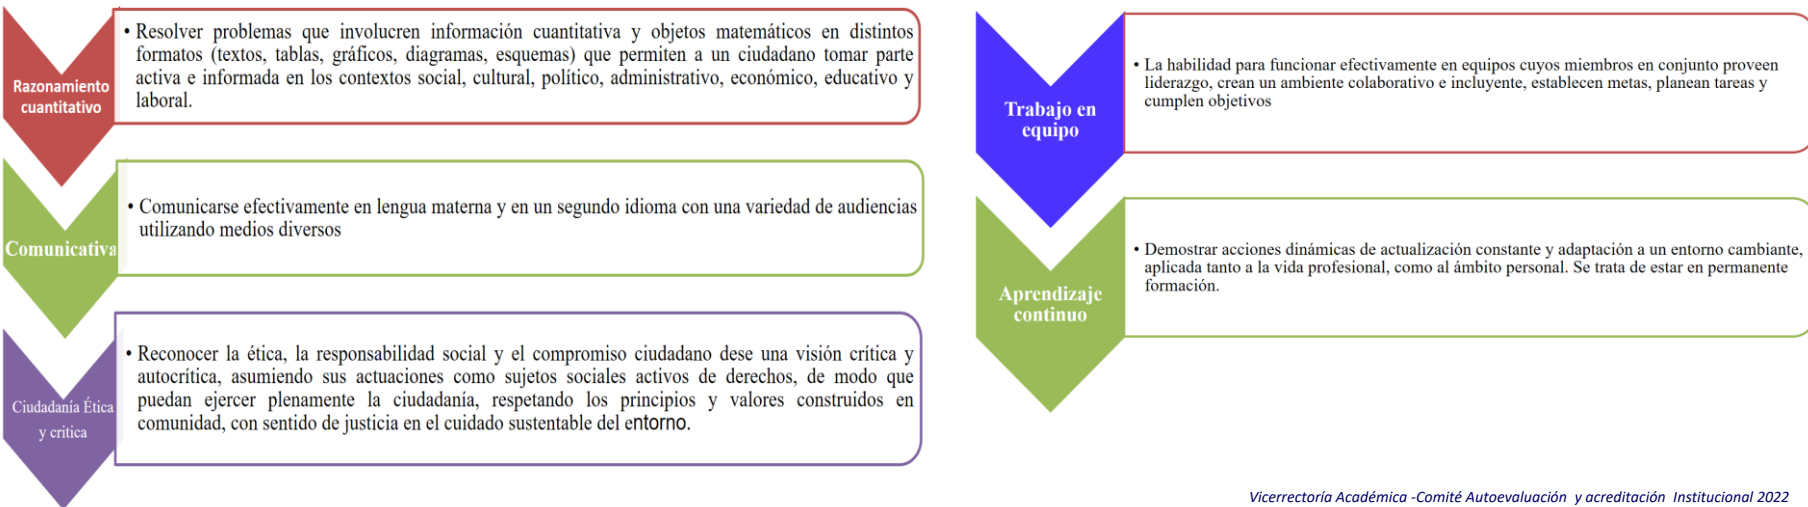 Razonamiento
cuantitativo
• Resolver problemas que involucren información cuantitativa y objetos matemáticos en distintos
formatos (textos, tablas, gráficos, diagramas, esquemas) que permiten a un ciudadano tomar parte
activa e informada en los contextos social, cultural, político, administrativo, económico, educativo y
laboral.
Comunicativa
• Comunicarse efectivamente en lengua materna y en un segundo idioma con una variedad de audiencias
utilizando medios diversos
Ciudadanía Ética
y critica
• Reconocer la ética, la responsabilidad social y el compromiso ciudadano dese una visión crítica y
autocrítica, asumiendo sus actuaciones como sujetos sociales activos de derechos, de modo que
puedan ejercer plenamente la ciudadanía, respetando los principios y valores construidos en
comunidad, con sentido de justicia en el cuidado sustentable del entorno.
Trabajo en
equipo
• La habilidad para funcionar efectivamente en equipos cuyos miembros en conjunto proveen
liderazgo, crean un ambiente colaborativo e incluyente, establecen metas, planean tareas y
cumplen objetivos
Aprendizaje
continuo
• Demostrar acciones dinámicas de actualización constante y adaptación a un entorno cambiante,
aplicada tanto a la vida profesional, como al ámbito personal. Se trata de estar en permanente
formación.
Vicerrectoría Académica -Comité Autoevaluación y acreditación Institucional 2022